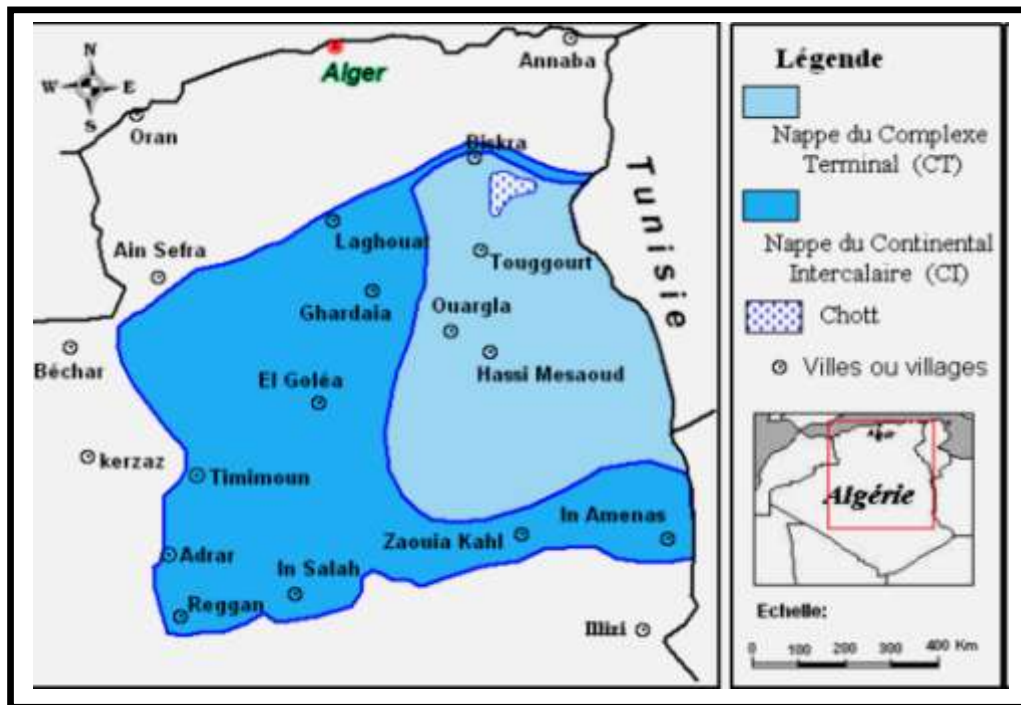 N
W E
S
Alger
Annaba
Oran
Biskra
Tunisie
Laghouat
Ain Sefra
Touggourt
Ghardaia
Ouargla
Béchar
Hassi Mesaoud
El Goléa
kerzaz
Timimoun
In Amenas
Zaouia Kahl
Adrar
In Salah
Reggan
Illizi
Légende
Nappe du Complexe
Terminal (CT)
Nappe du Continental
Intercalaire (CI)
Chott
Villes ou villages
Alger
Algérie
Echelle:
0 100 200 300 400 Km